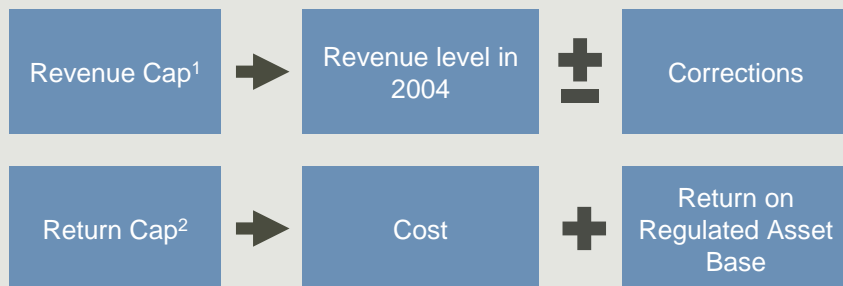 Revenue Cap¹
Revenue level in
2004
Corrections
Return Cap²
Cost
Return on
Regulated Asset
Base